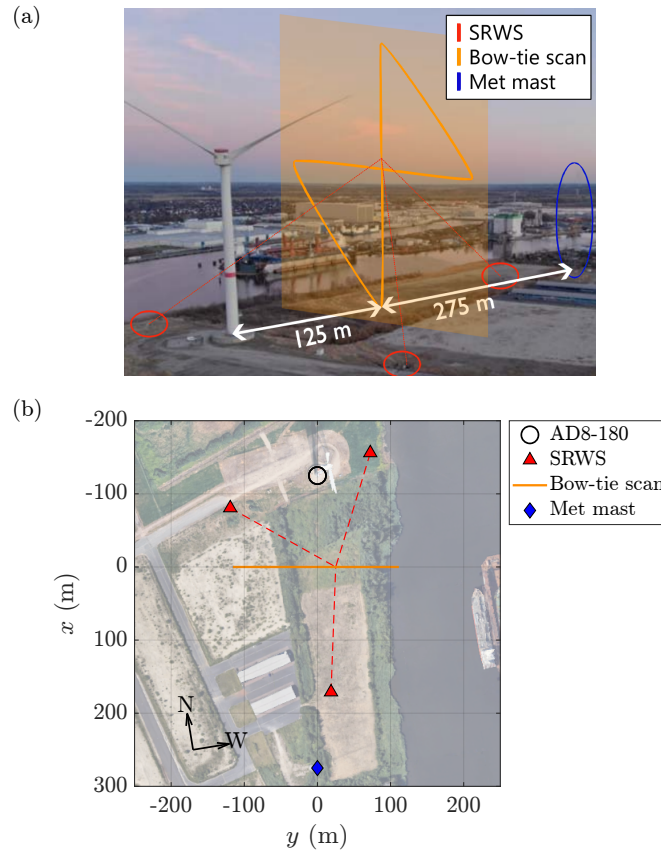 (a)
SRWS
Bow-tie scan
Met mast
125 m
275 m
(b)
-200
-100
0
100
200
300
x (m)
-200
-100
0
100
200
y (m)
N
W
AD8-180
SRWS
Bow-tie scan
Met mast